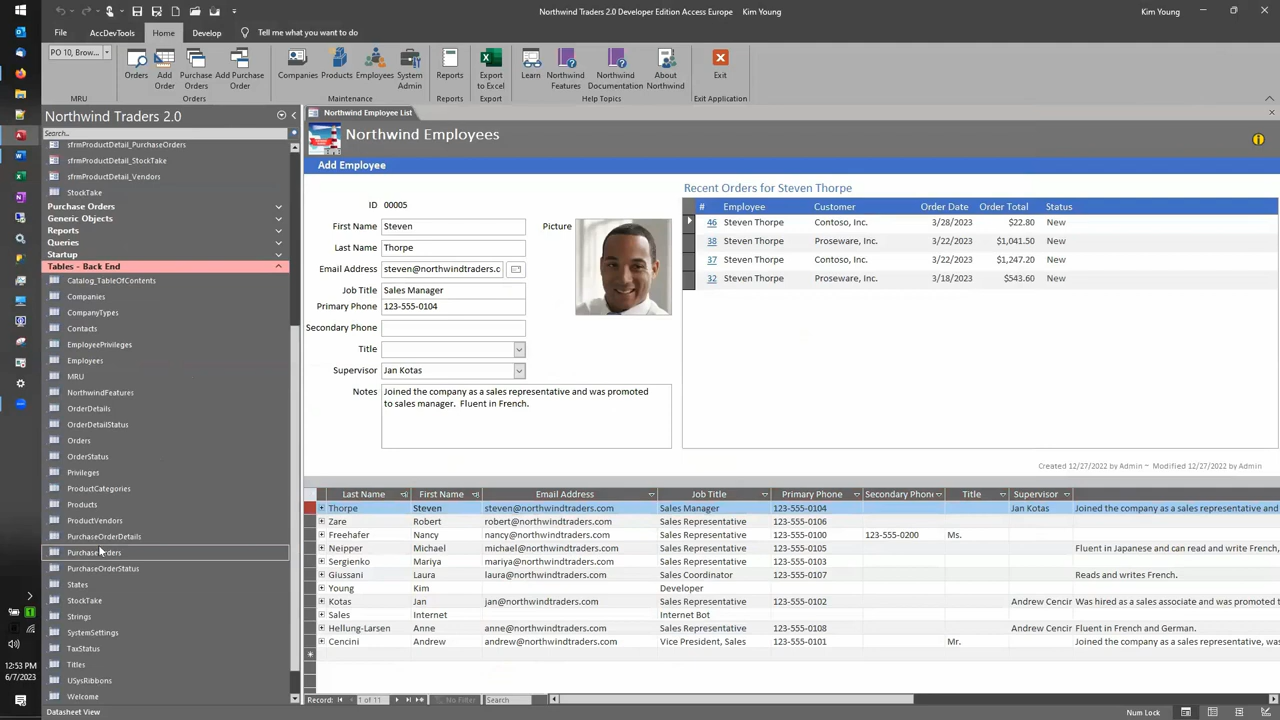 Northwind Traders 2.0 Developer Edition Access Europe Kim Young
Kim Young
File AccDevTools Home Develop Tell me what you want to do
PO 10, Brow...
MRU
Orders
Add Order
Purchase Orders
Add Purchase Order
Orders
Companies
Products
Employees
System Admin
Maintenance
Reports
Reports
Export to Excel
Export
Learn
Northwind Features
Northwind Documentation
About Northwind
Help Topics
Exit
Exit Application
Northwind Traders 2.0
Search...
sfrmProductDetail_PurchaseOrders
sfrmProductDetail_StockTake
sfrmProductDetail_Vendors
StockTake
Purchase Orders
Generic Objects
Reports
Queries
Startup
Tables - Back End
Catalog_TableOfContents
Companies
CompanyTypes
Contacts
EmployeePrivileges
Employees
MRU
NorthwindFeatures
OrderDetails
OrderDetailStatus
Orders
OrderStatus
Privileges
ProductCategories
Products
ProductVendors
PurchaseOrderDetails
PurchaseOrders
PurchaseOrderStatus
States
StockTake
Strings
SystemSettings
TaxStatus
Titles
USysRibbons
Welcome
Northwind Employee List
Northwind Employees
Add Employee
ID 00005
First Name Steven
Last Name Thorpe
Email Address steven@northwindtraders.c
Job Title Sales Manager
Primary Phone 123-555-0104
Secondary Phone
Title
Supervisor Jan Kotas
Notes Joined the company as a sales representative and was promoted
to sales manager. Fluent in French.
Picture
Recent Orders for Steven Thorpe
# Employee Customer Order Date Order Total Status
46 Steven Thorpe Contoso, Inc. 3/28/2023 $22.80 New
38 Steven Thorpe Proseware, Inc. 3/22/2023 $1,041.50 New
37 Steven Thorpe Contoso, Inc. 3/22/2023 $1,247.20 New
32 Steven Thorpe Proseware, Inc. 3/18/2023 $543.60 New
Created 12/27/2022 by Admin ~ Modified 12/27/2022 by Admin
Last Name First Name Email Address Job Title Primary Phone Secondary Phon Title Supervisor
Thorpe Steven steven@northwindtraders.com Sales Manager 123-555-0104 Jan Kotas Joined the company as a sales representative and
Zare Robert robert@northwindtraders.com Sales Representative 123-555-0106
Freehafer Nancy nancy@northwindtraders.com Sales Representative 123-555-0100 123-555-0200 Ms.
Neipper Michael michael@northwindtraders.com Sales Representative 123-555-0105 Fluent in Japanese and can read and write French,
Sergienko Mariya mariya@northwindtraders.com Sales Representative 123-555-0103
Giussani Laura laura@northwindtraders.com Sales Coordinator 123-555-0107 Reads and writes French.
Young Kim Developer
Kotas Jan jan@northwindtraders.com Sales Representative 123-555-0102 Andrew Cencir Was hired as a sales associate and was promoted t
Sales Internet Internet Bot
Hellung-Larsen Anne anne@northwindtraders.com Sales Representative 123-555-0108 Andrew Cencir Fluent in French and German.
Cencini Andrew andrew@northwindtraders.com Vice President, Sales 123-555-0101 Mr. Joined the company as a sales representative, wa
Record: 1 of 11 No Filter Search
12:53 PM
6/7/2023
Datasheet View
Num Lock